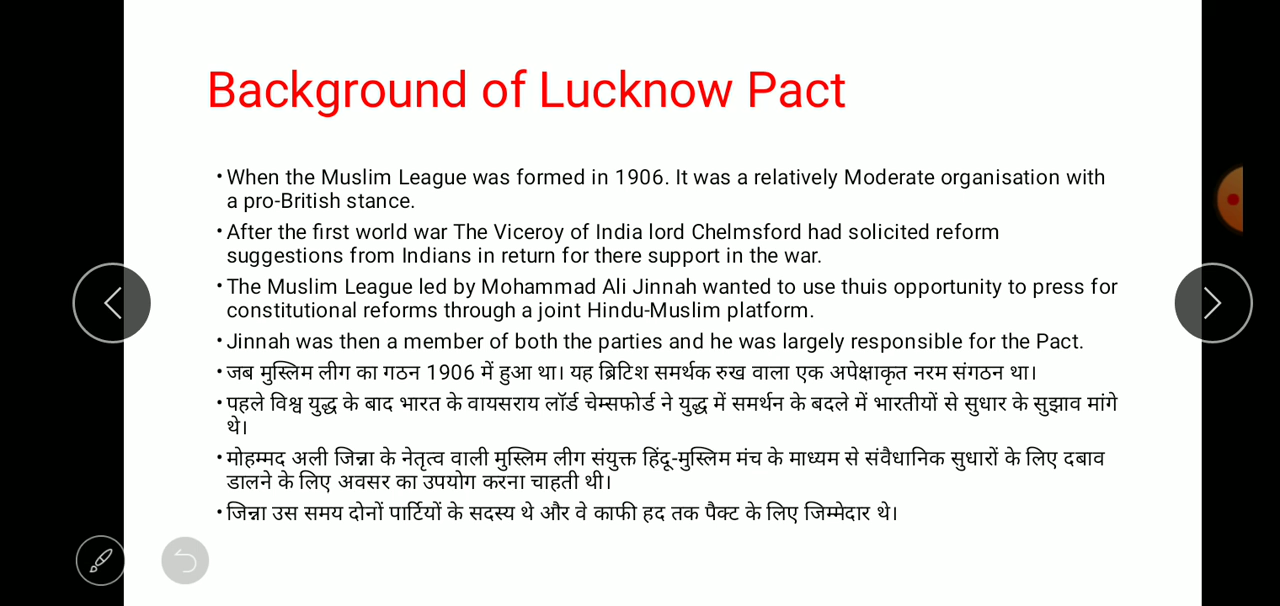 Background of Lucknow Pact
• When the Muslim League was formed in 1906. It was a relatively Moderate organisation with
a pro-British stance.
• After the first world war The Viceroy of India lord Chelmsford had solicited reform
suggestions from Indians in return for there support in the war.
• The Muslim League led by Mohammad Ali Jinnah wanted to use thuis opportunity to press for
constitutional reforms through a joint Hindu-Muslim platform.
• Jinnah was then a member of both the parties and he was largely responsible for the Pact.
• जब मुस्लिम लीग का गठन 1906 में हुआ था। यह ब्रिटिश समर्थक रुख वाला एक अपेक्षाकृत नरम संगठन था।
• पहले विश्व युद्ध के बाद भारत के वायसराय लॉर्ड चेम्सफोर्ड ने युद्ध में समर्थन के बदले में भारतीयों से सुधार के सुझाव मांगे
थे।
• मोहम्मद अली जिन्ना के नेतृत्व वाली मुस्लिम लीग संयुक्त हिंदू-मुस्लिम मंच के माध्यम से संवैधानिक सुधारों के लिए दबाव
डालने के लिए अवसर का उपयोग करना चाहती थी।
• जिन्ना उस समय दोनों पार्टियों के सदस्य थे और वे काफी हद तक पैक्ट के लिए जिम्मेदार थे।